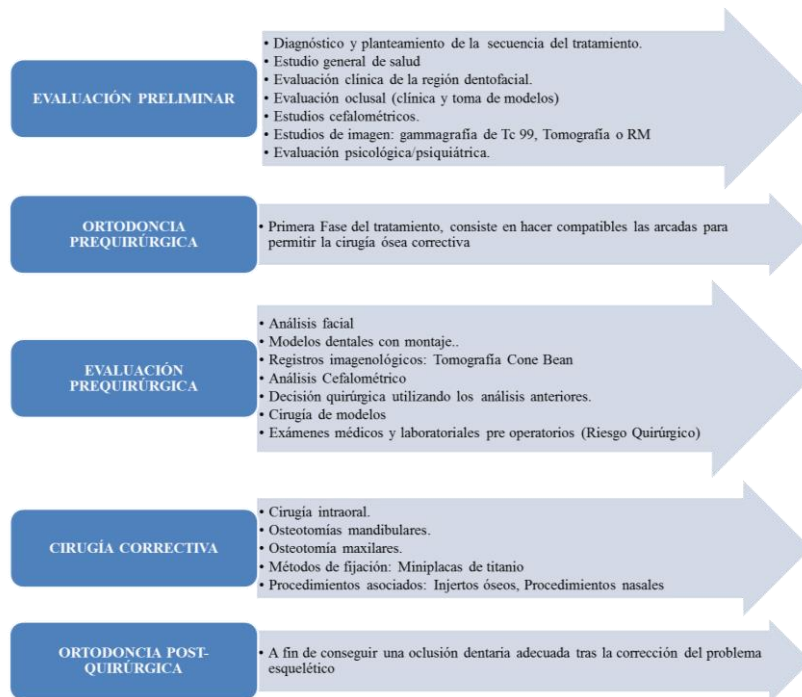 EVALUACIÓN PRELIMINAR
• Diagnóstico y planteamiento de la secuencia del tratamiento.
• Estudio general de salud
• Evaluación clínica de la región dentofacial.
• Evaluación oclusal (clínica y toma de modelos)
• Estudios cefalométricos.
• Estudios de imagen: gammagrafía de Tc 99, Tomografía o RM
• Evaluación psicológica/psiquiátrica.
ORTODONCIA
PREQUIRÚRGICA
• Primera Fase del tratamiento, consiste en hacer compatibles las arcadas para
permitir la cirugía ósea correctiva
EVALUACIÓN
PREQUIRÚRGICA
• Análisis facial
• Modelos dentales con montaje..
• Registros imagenológicos: Tomografía Cone Bean
• Análisis Cefalométrico
• Decisión quirúrgica utilizando los análisis anteriores.
• Cirugía de modelos
• Exámenes médicos y laboratoriales pre operatorios (Riesgo Quirúrgico)
CIRUGÍA CORRECTIVA
• Cirugía intraoral.
• Osteotomías mandibulares.
• Osteotomía maxilares.
• Métodos de fijación: Miniplacas de titanio
• Procedimientos asociados: Injertos óseos, Procedimientos nasales
ORTODONCIA POST-
QUIRÚRGICA
• A fin de conseguir una oclusión dentaria adecuada tras la corrección del problema
esquelético